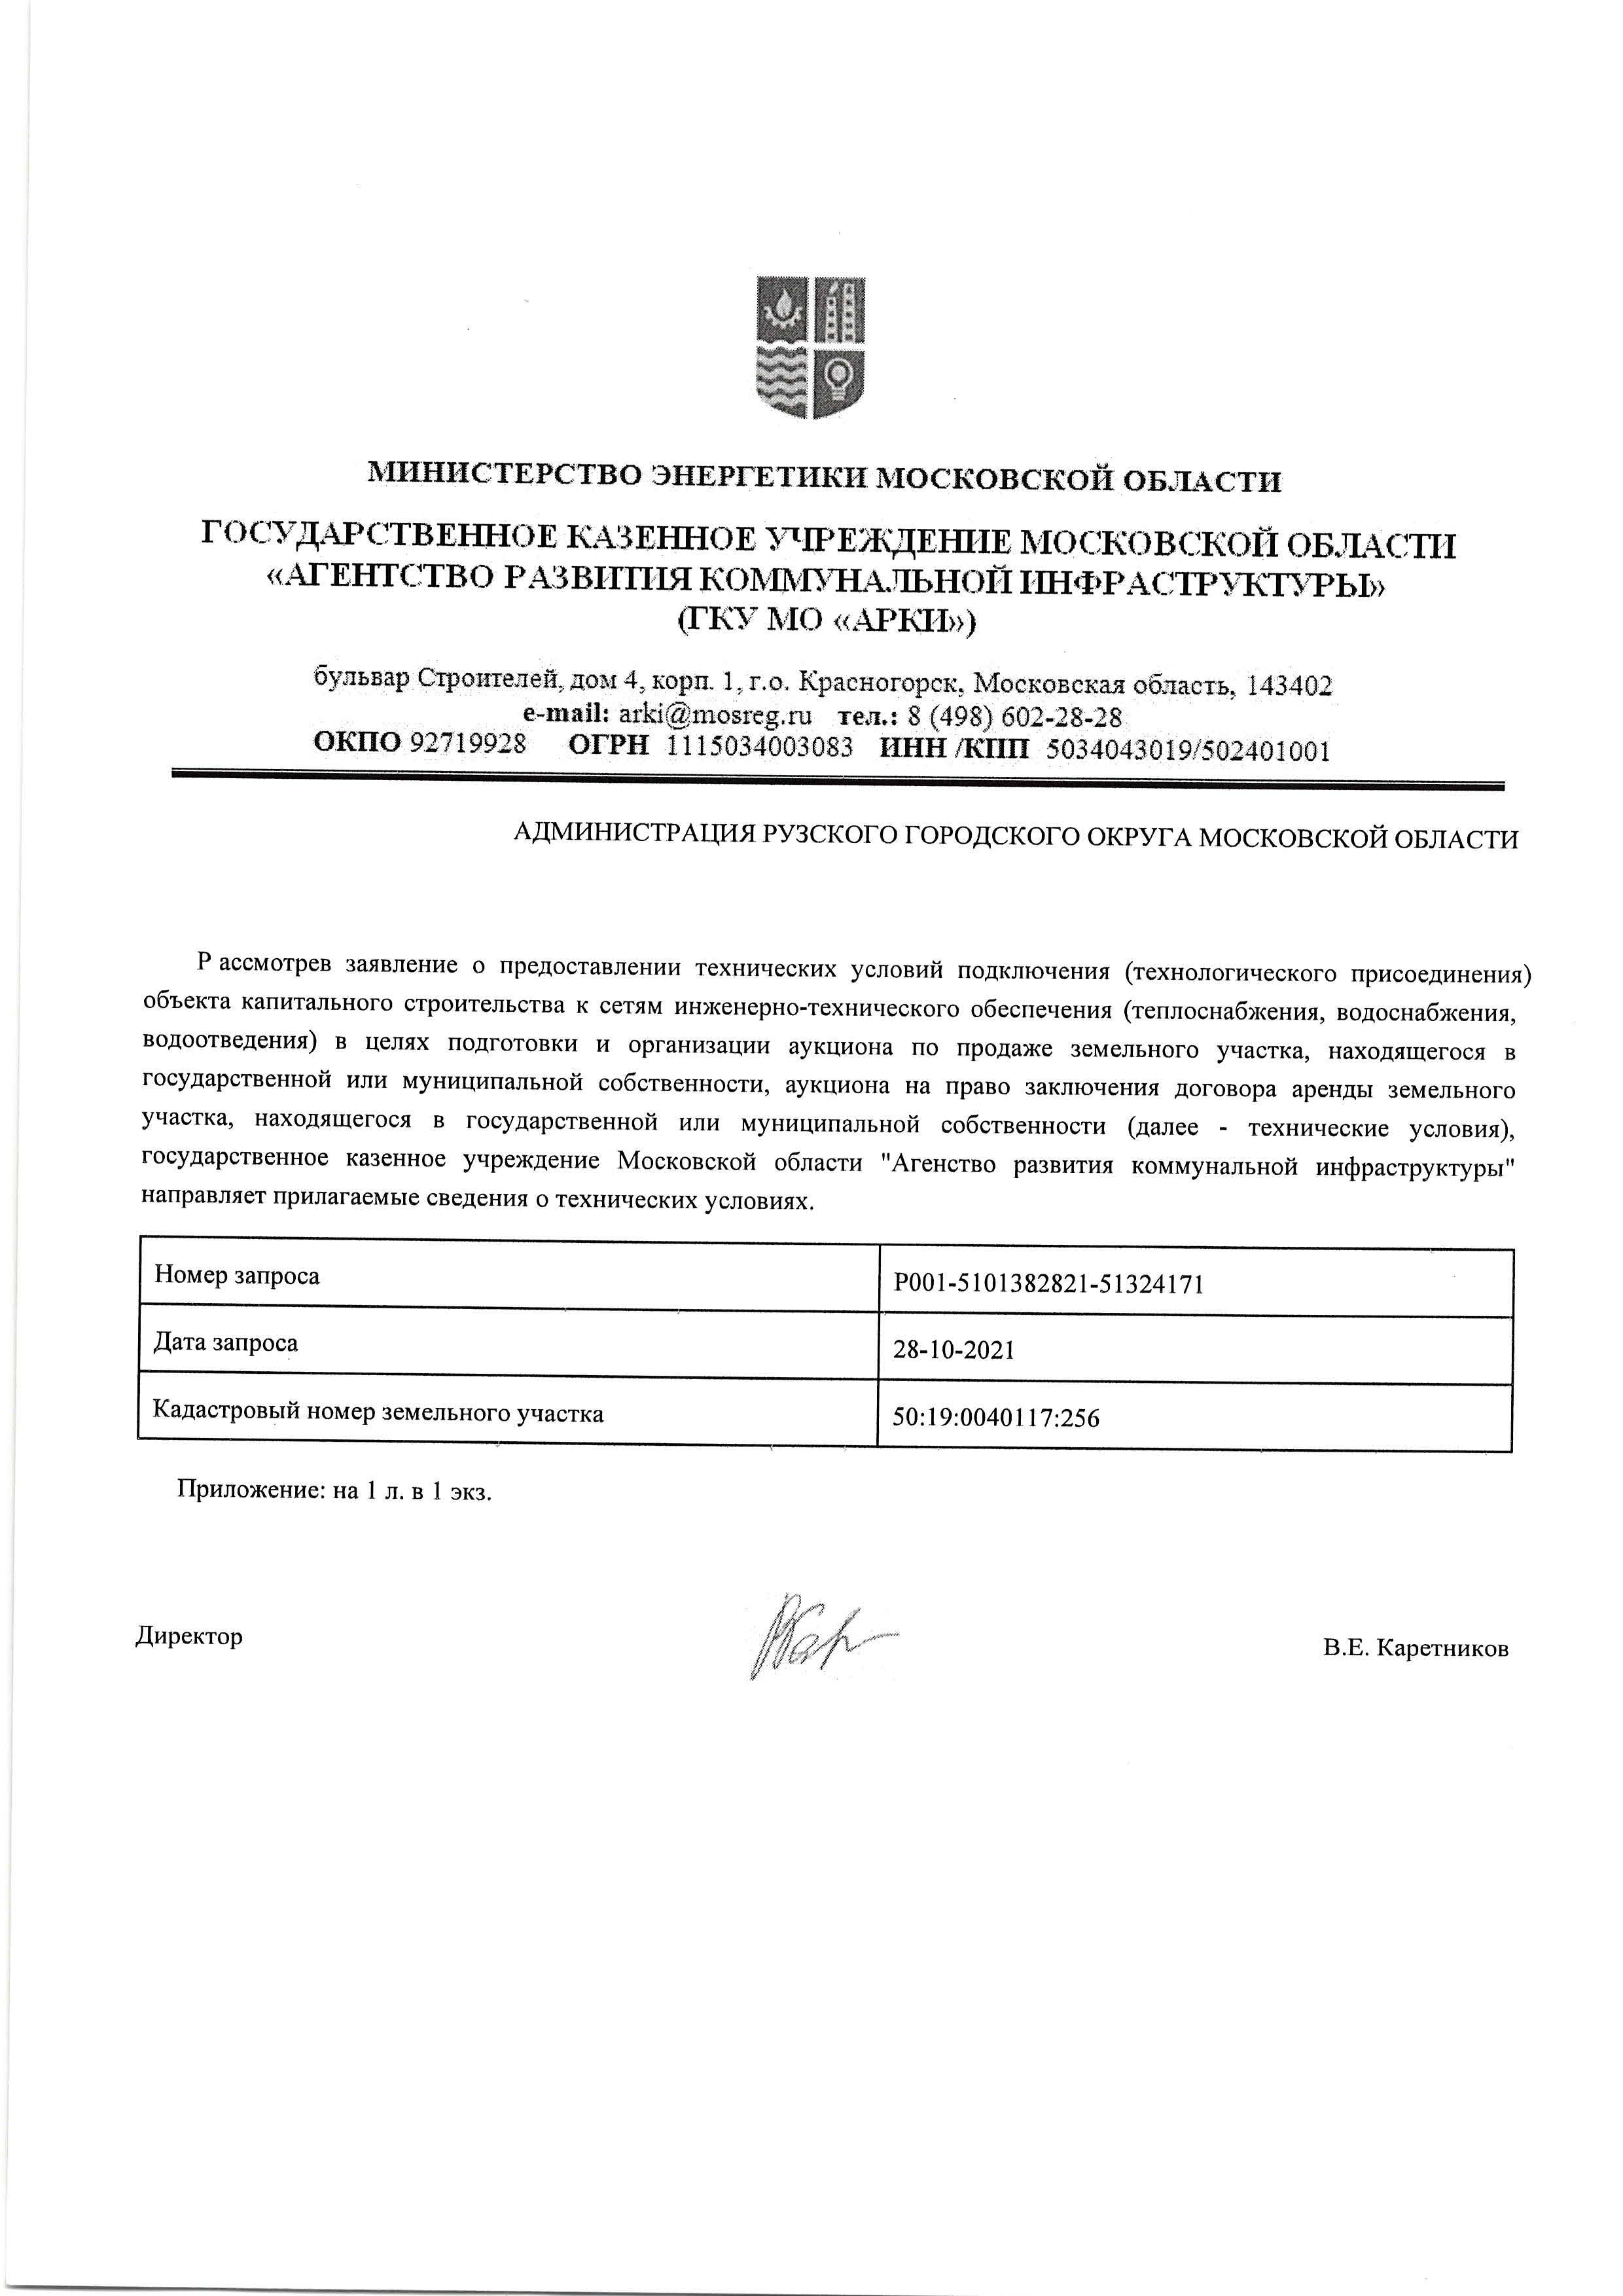 МИНИСТЕРСТВО ЭНЕРГЕТИКИ МОСКОВСКОЙ ОБЛАСТИ
ГОСУДАРСТВЕННОЕ КАЗЕННОЕ УЧРЕЖДЕНИЕ МОСКОВСКОЙ ОБЛАСТИ
«АГЕНТСТВО РАЗВИТИЯ КОММУНАЛЬНОЙ ИНФРАСТРУКТУРЫ»
(ГКУ МО «АРКИ»)
бульвар Строителей, дом 4, корп. 1, г.о. Красногорск, Московская область, 143402
e-mail: arki@mosreg.ru тел.: 8 (498) 602-28-28
ОКПО 92719928 ОГРН 1115034003083 ИНН /КПП 5034043019/502401001
АДМИНИСТРАЦИЯ РУЗСКОГО ГОРОДСКОГО ОКРУГА МОСКОВСКОЙ ОБЛАСТИ
Р ассмотрев заявление о предоставлении технических условий подключения (технологического присоединения)
объекта капитального строительства к сетям инженерно-технического обеспечения (теплоснабжения, водоснабжения,
водоотведения) в целях подготовки и организации аукциона по продаже земельного участка, находящегося в
государственной или муниципальной собственности, аукциона на право заключения договора аренды земельного
участка, находящегося в государственной или муниципальной собственности (далее - технические условия),
государственное казенное учреждение Московской области "Агенство развития коммунальной инфраструктуры"
направляет прилагаемые сведения о технических условиях.
Номер запроса P001-5101382821-51324171
Дата запроса 28-10-2021
Кадастровый номер земельного участка 50:19:0040117:256
Приложение: на 1 л. в 1 экз.
Директор В.Е. Каретников